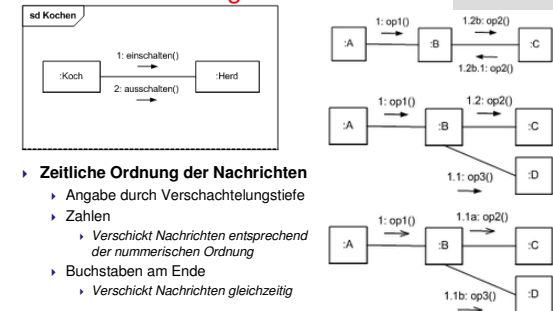 sd Kochen
1: einschalten()
:Koch
:Herd
2: ausschalten()
Zeitliche Ordnung der Nachrichten
Angabe durch Verschachtelungstiefe
Zahlen
Verschickt Nachrichten entsprechend
der nummerischen Ordnung
Buchstaben am Ende
Verschickt Nachrichten gleichzeitig
1: op1()
1.2b: op2()
:A
:B
:C
1.2b.1: op2()
1: op1()
1.2: op2()
:A
:B
:C
:D
1.1: op3()
1: op1()
1.1a: op2()
:A
:B
:C
:D
1.1b: op3()